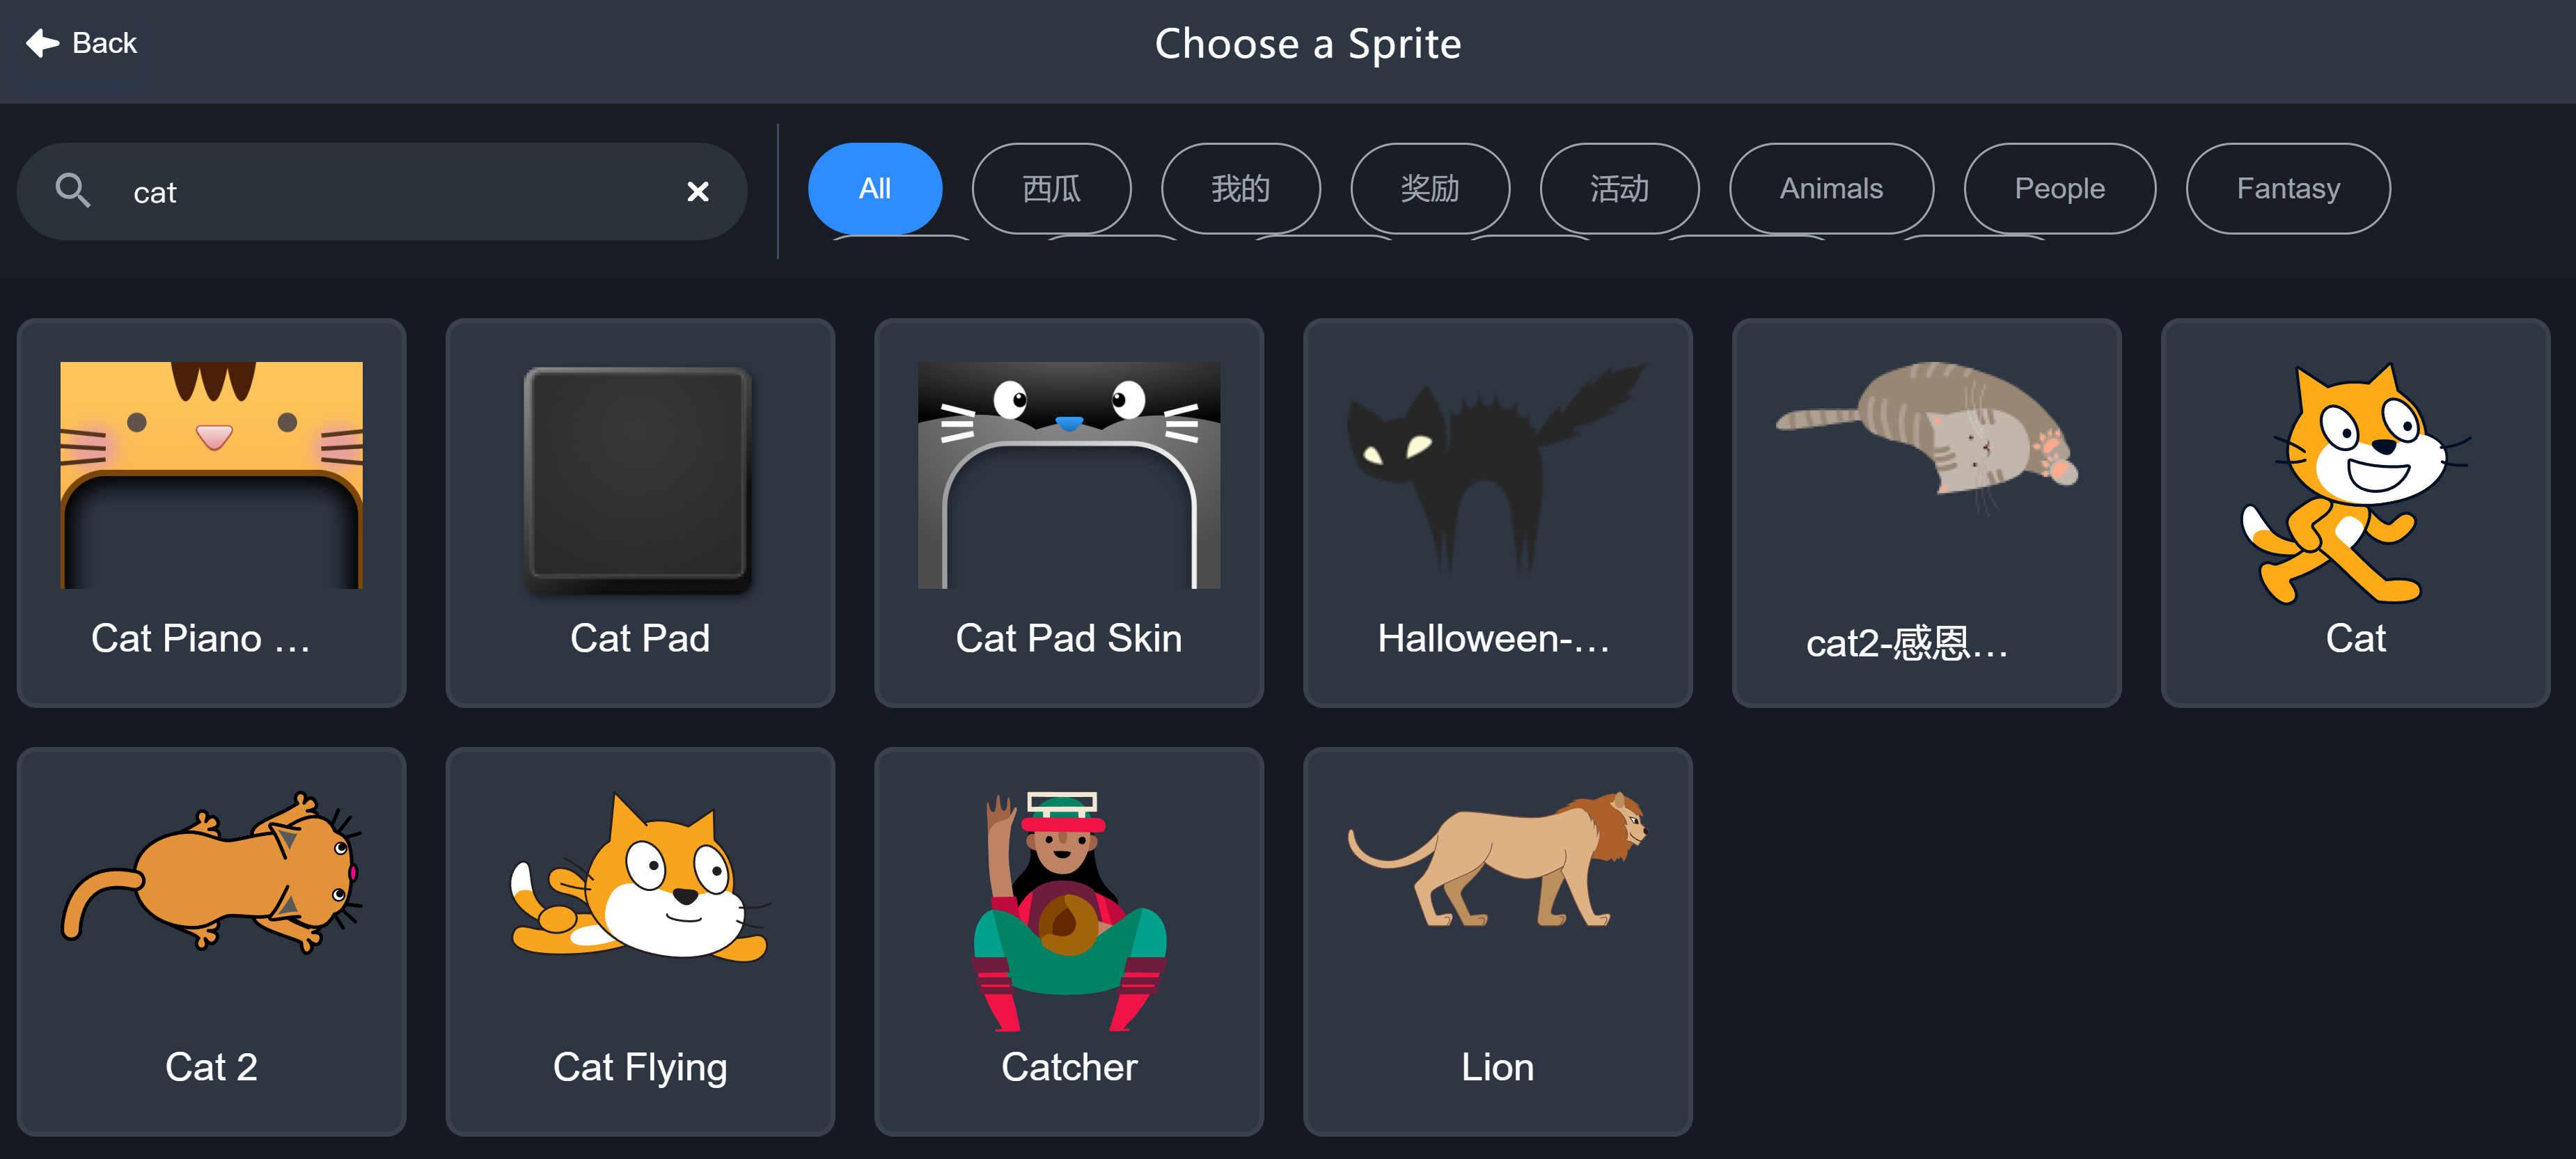 Back
Choose a Sprite
cat
All
西瓜
我的
奖励
活动
Animals
People
Fantasy
Cat Piano ...
Cat Pad
Cat Pad Skin
Halloween-...
cat2-感恩...
Cat
Cat 2
Cat Flying
Catcher
Lion